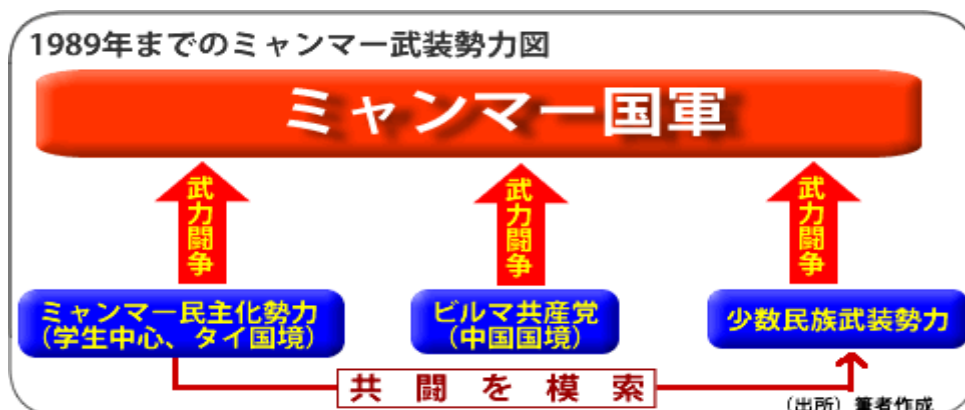 1989年までのミャンマー武装勢力図
ミャンマー国軍
武力闘争
武力闘争
武力闘争
ミャンマー民主化勢力
(学生中心、タイ国境)
ビルマ共産党
(中国国境)
少数民族武装勢力
共闘を模索
(出所)筆者作成